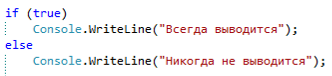 if (true)
    Console.WriteLine("Всегда выводится");
else
    Console.WriteLine("Никогда не выводится");